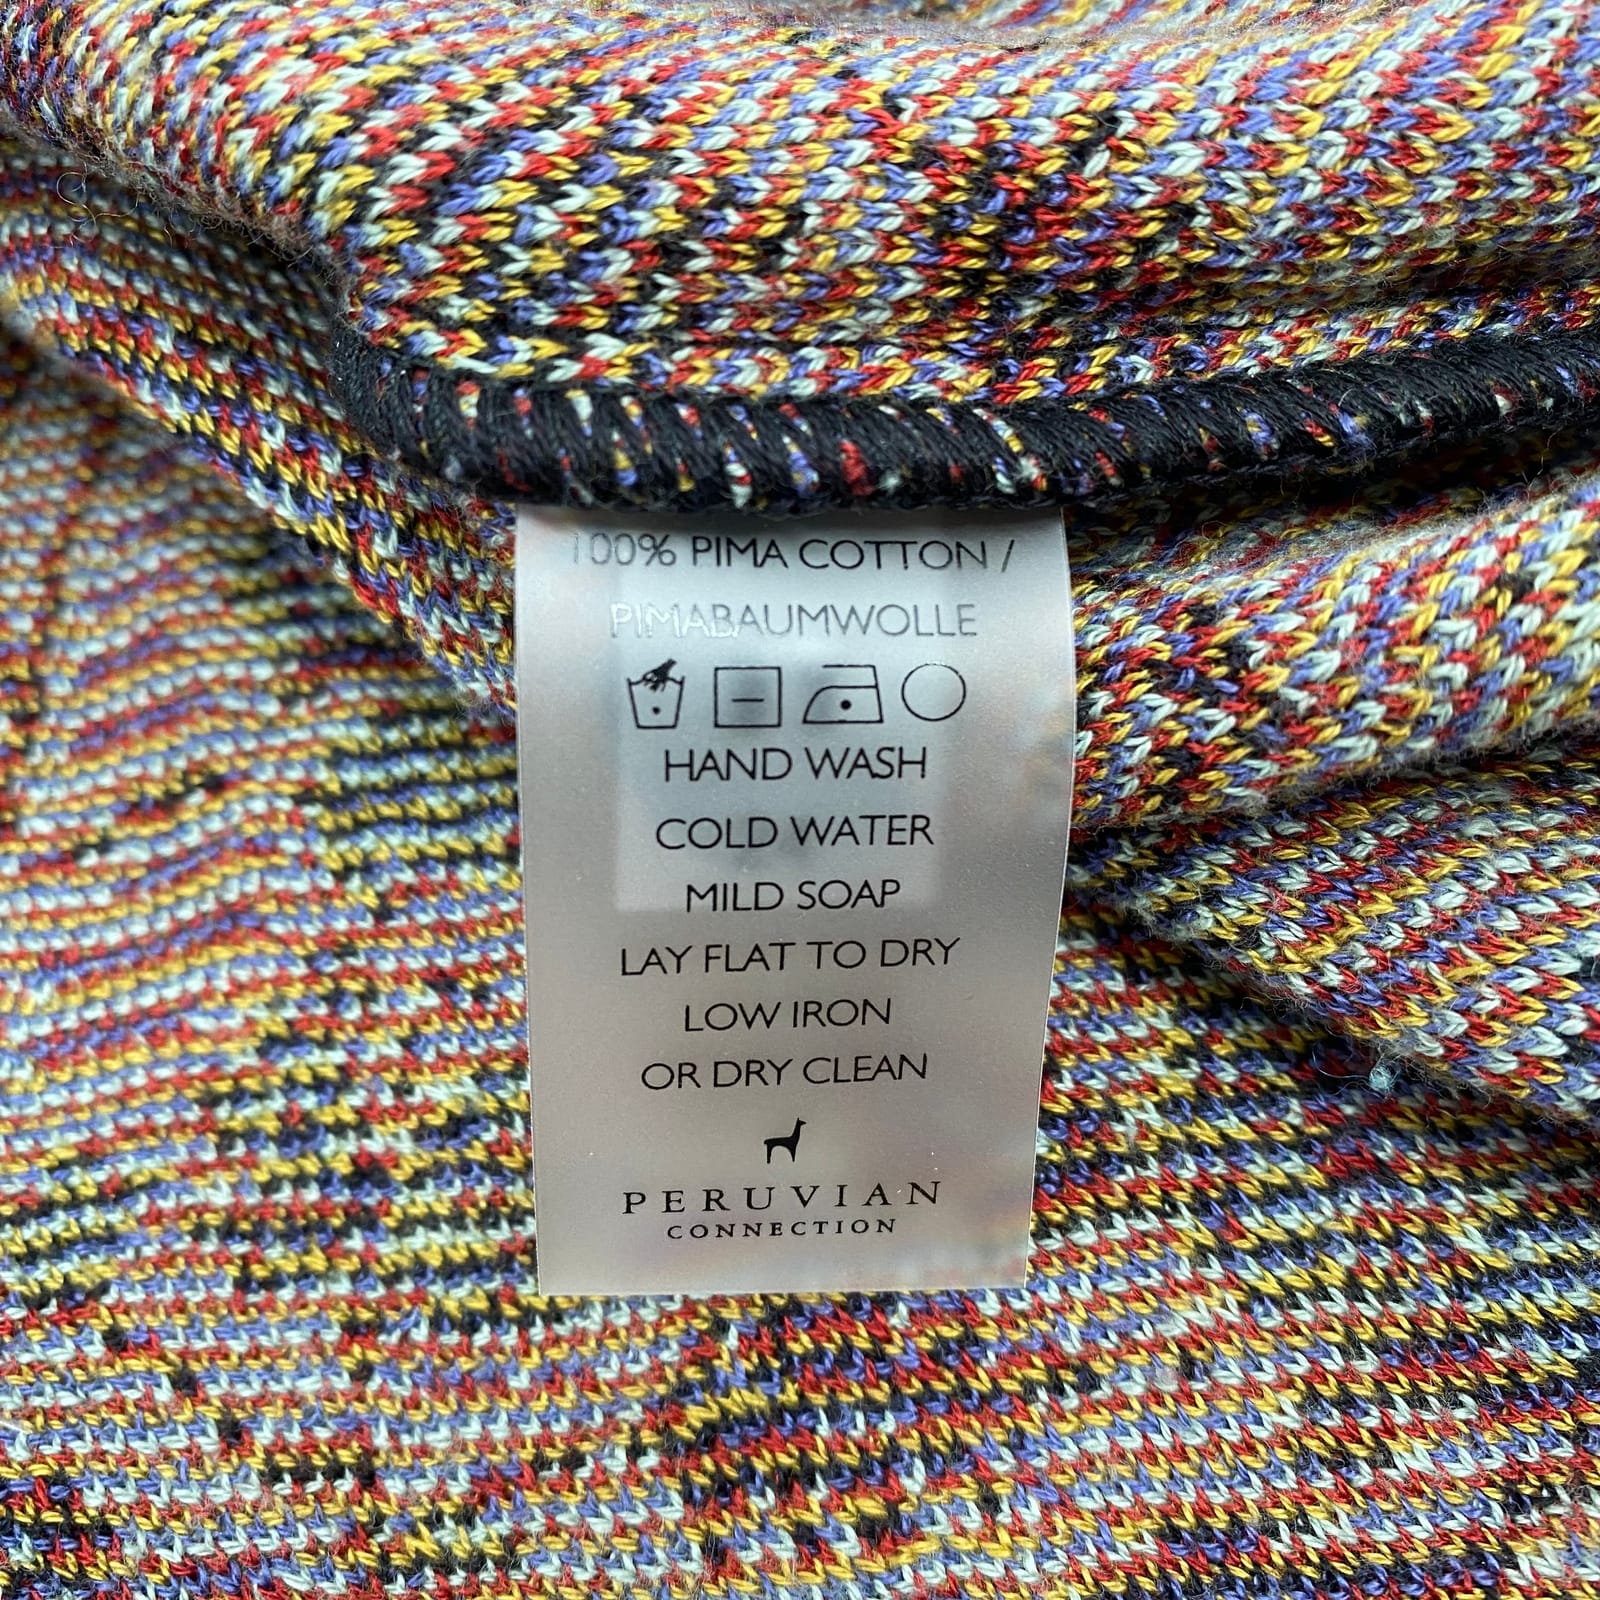 100% PIMA COTTON /
PIMABAUMWOLLE
HAND WASH
COLD WATER
MILD SOAP
LAY FLAT TO DRY
LOW IRON
OR DRY CLEAN
PERUVIAN
CONNECTION